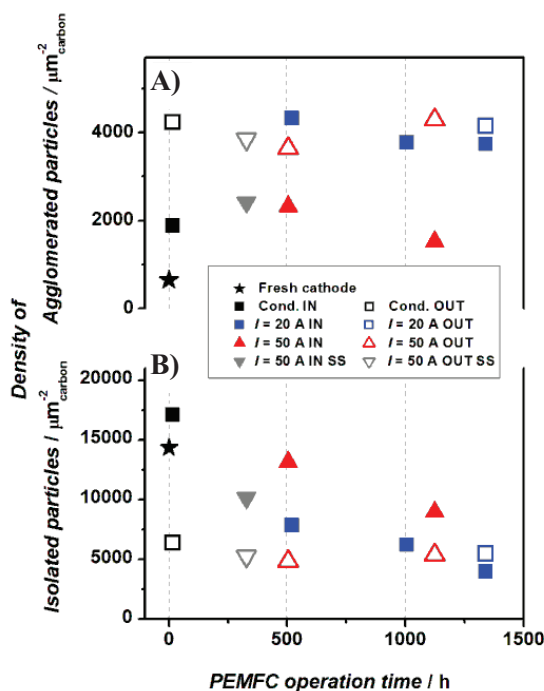 A)
Density of
Agglomerated particles / μm⁻²carbon
4000
2000
0
★ Fresh cathode
■ Cond. IN □ Cond. OUT
■ I = 20 A IN □ I = 20 A OUT
▲ I = 50 A IN △ I = 50 A OUT
▼ I = 50 A IN SS ▽ I = 50 A OUT SS
B)
Isolated particles / μm⁻²carbon
20000
15000
10000
5000
0
0 500 1000 1500
PEMFC operation time / h